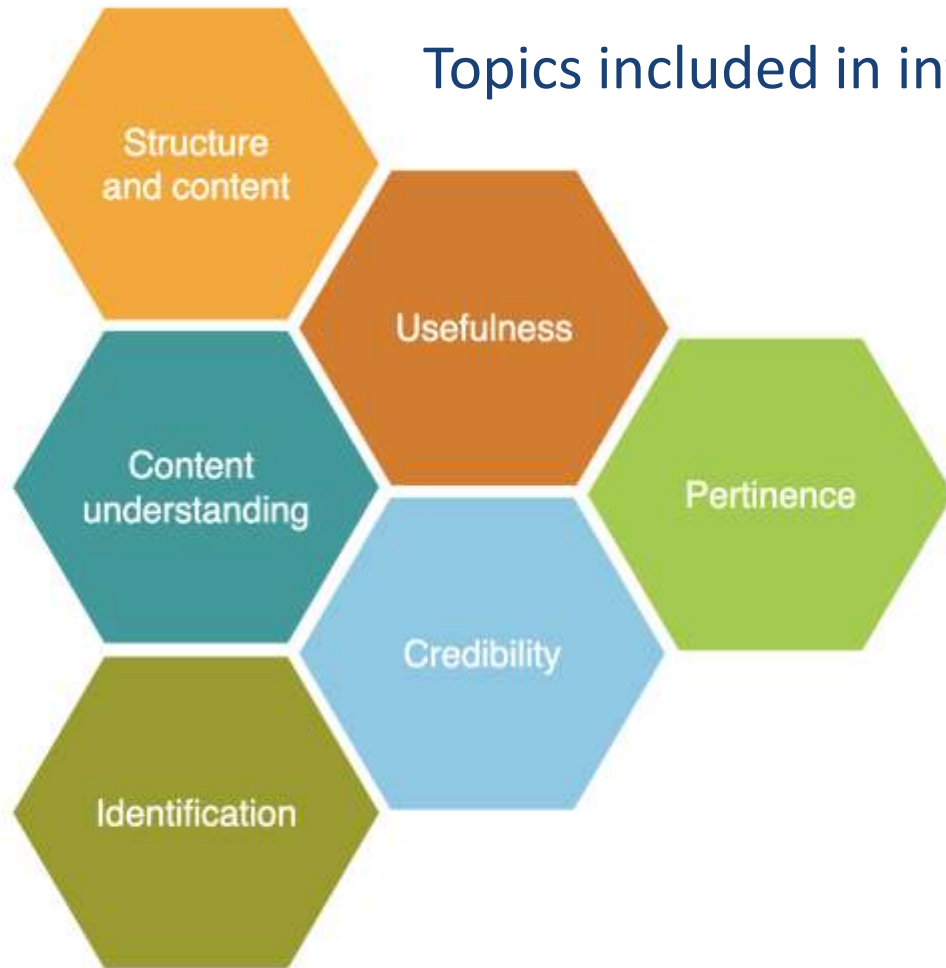 Topics included in in
Structure
and content
Usefulness
Content
understanding
Pertinence
Credibility
Identification